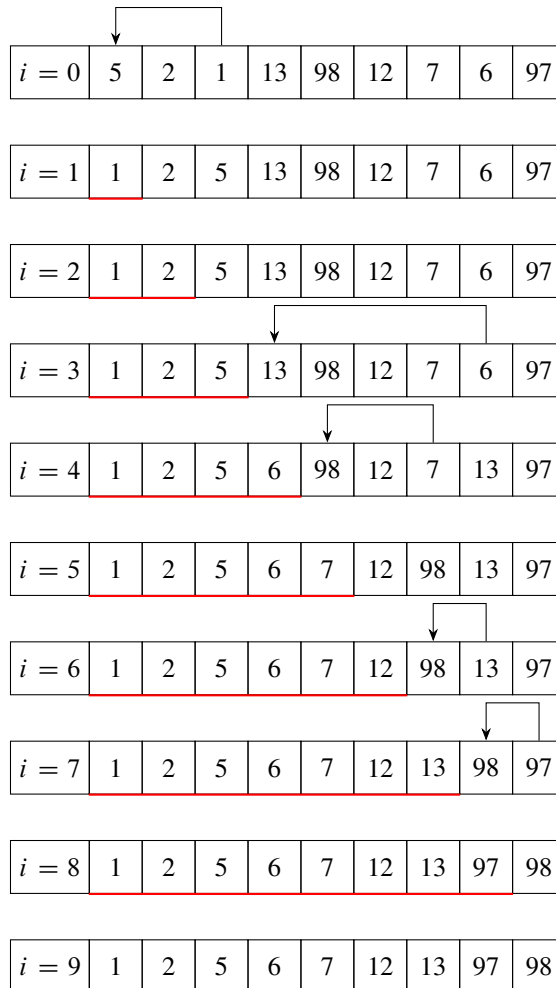 i = 0 5 2 1 13 98 12 7 6 97
i = 1 1 2 5 13 98 12 7 6 97
i = 2 1 2 5 13 98 12 7 6 97
i = 3 1 2 5 13 98 12 7 6 97
i = 4 1 2 5 6 98 12 7 13 97
i = 5 1 2 5 6 7 12 98 13 97
i = 6 1 2 5 6 7 12 98 13 97
i = 7 1 2 5 6 7 12 13 98 97
i = 8 1 2 5 6 7 12 13 97 98
i = 9 1 2 5 6 7 12 13 97 98